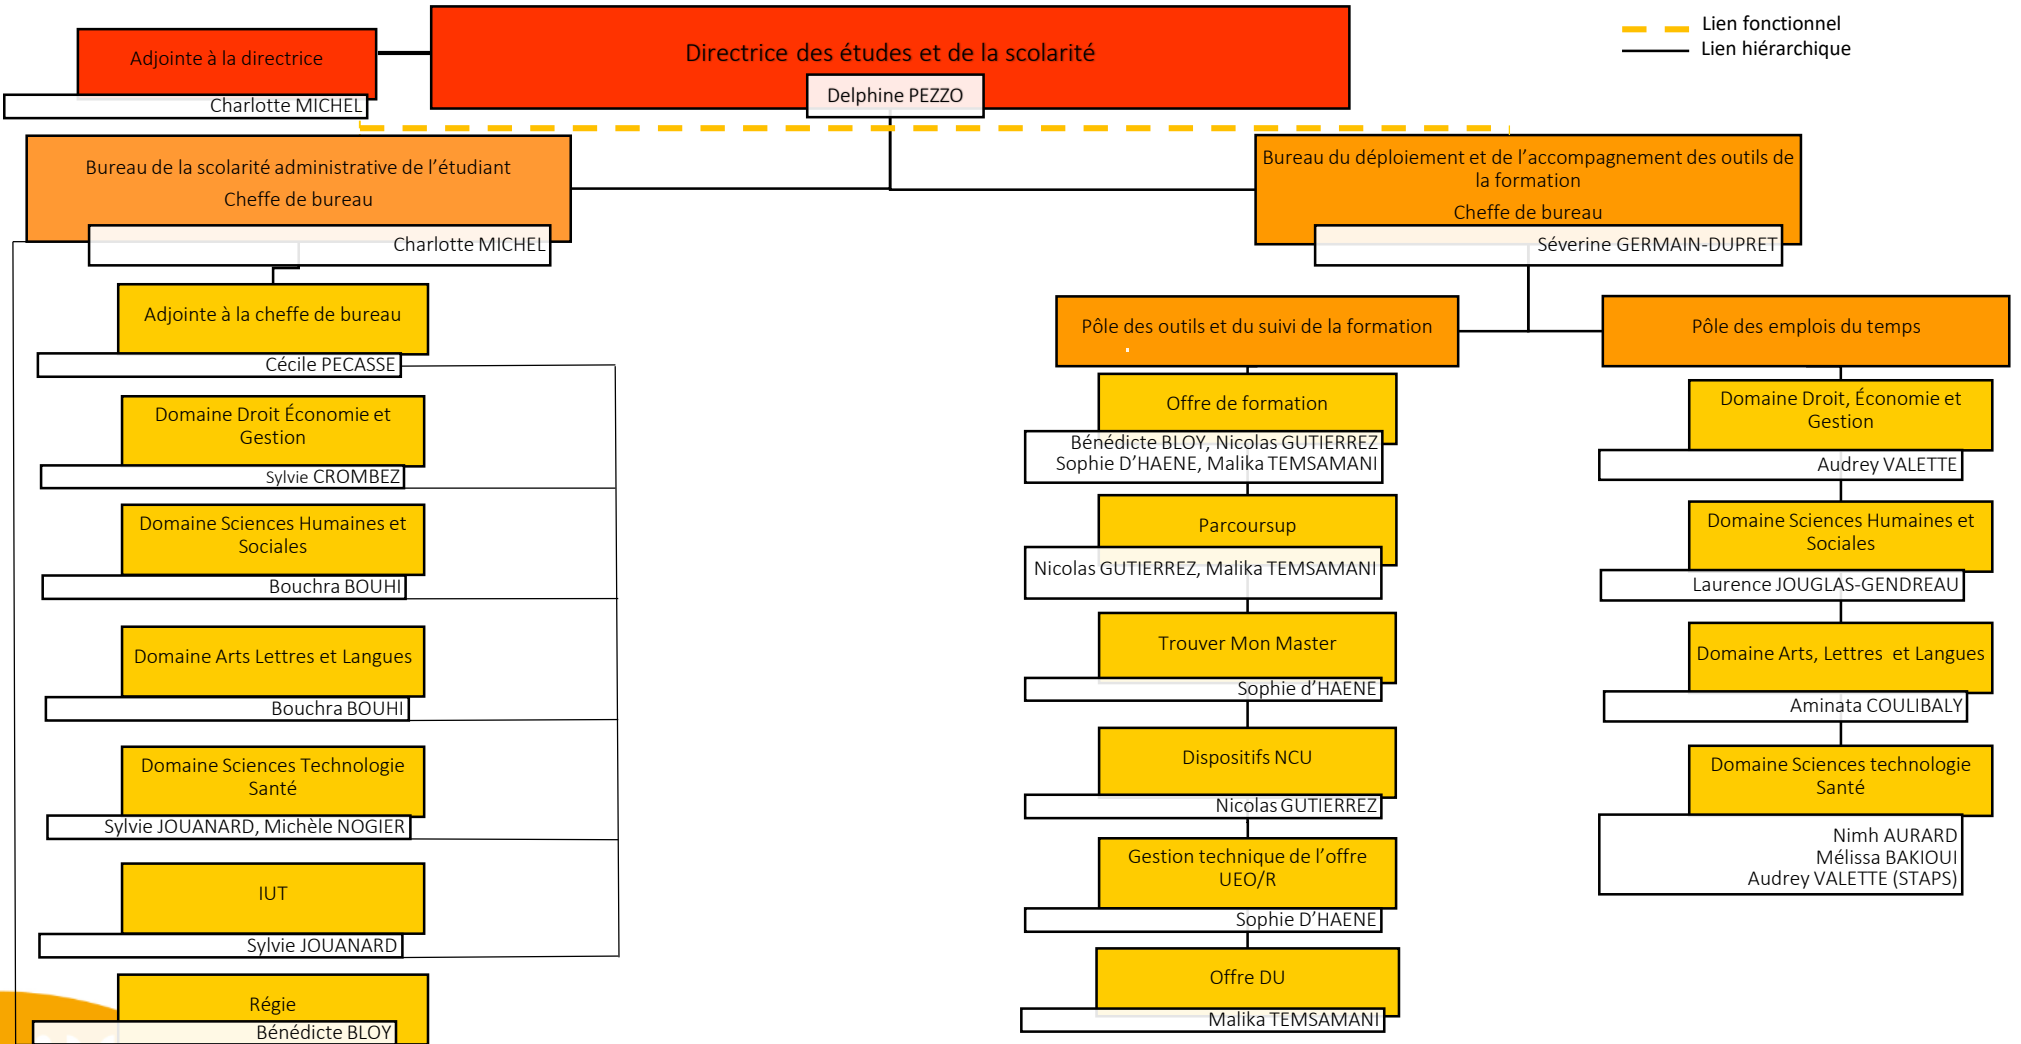 Lien fonctionnel
Lien hiérarchique
Directrice des études et de la scolarité
Delphine PEZZO
Adjointe à la directrice
Charlotte MICHEL
Bureau de la scolarité administrative de l’étudiant
Cheffe de bureau
Charlotte MICHEL
Adjointe à la cheffe de bureau
Cécile PECASSE
Domaine Droit Économie et
Gestion
Sylvie CROMBEZ
Domaine Sciences Humaines et
Sociales
Bouchra BOUHI
Domaine Arts Lettres et Langues
Bouchra BOUHI
Domaine Sciences Technologie
Santé
Sylvie JOUANARD, Michèle NOGIER
IUT
Sylvie JOUANARD
Régie
Bénédicte BLOY
Bureau du déploiement et de l’accompagnement des outils de
la formation
Cheffe de bureau
Séverine GERMAIN-DUPRET
Pôle des outils et du suivi de la formation
Offre de formation
Bénédicte BLOY, Nicolas GUTIERREZ
Sophie D’HAENE, Malika TEMSAMANI
Parcoursup
Nicolas GUTIERREZ, Malika TEMSAMANI
Trouver Mon Master
Sophie d’HAENE
Dispositifs NCU
Nicolas GUTIERREZ
Gestion technique de l’offre
UEO/R
Sophie D’HAENE
Offre DU
Malika TEMSAMANI
Pôle des emplois du temps
Domaine Droit, Économie et
Gestion
Audrey VALETTE
Domaine Sciences Humaines et
Sociales
Laurence JOUGLAS-GENDREAU
Domaine Arts, Lettres et Langues
Aminata COULIBALY
Domaine Sciences technologie
Santé
Nimh AURARD
Mélissa BAKIOUI
Audrey VALETTE (STAPS)